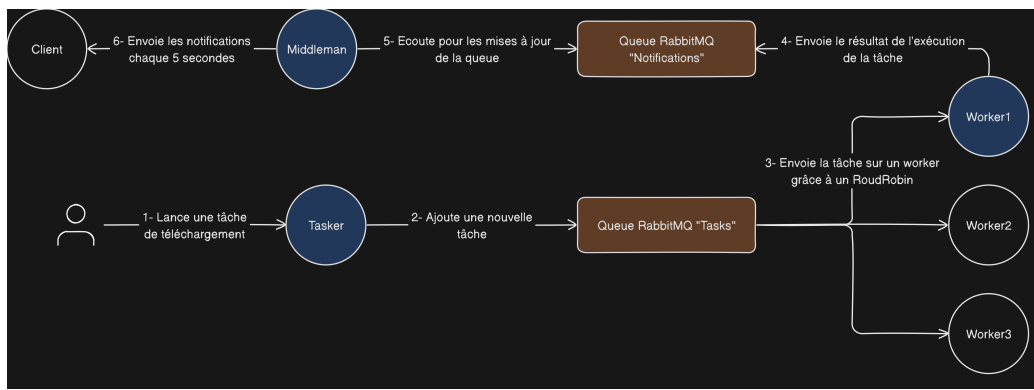 Client
6- Envoie les notifications
chaque 5 secondes
Middleman
5- Ecoute pour les mises à jour
de la queue
Queue RabbitMQ
"Notifications"
4- Envoie le résultat de l'exécution
de la tâche
Worker1
3- Envoie la tâche sur un worker
grâce à un RoudRobin
1- Lance une tâche
de téléchargement
Tasker
2- Ajoute une nouvelle
tâche
Queue RabbitMQ "Tasks"
Worker2
Worker3